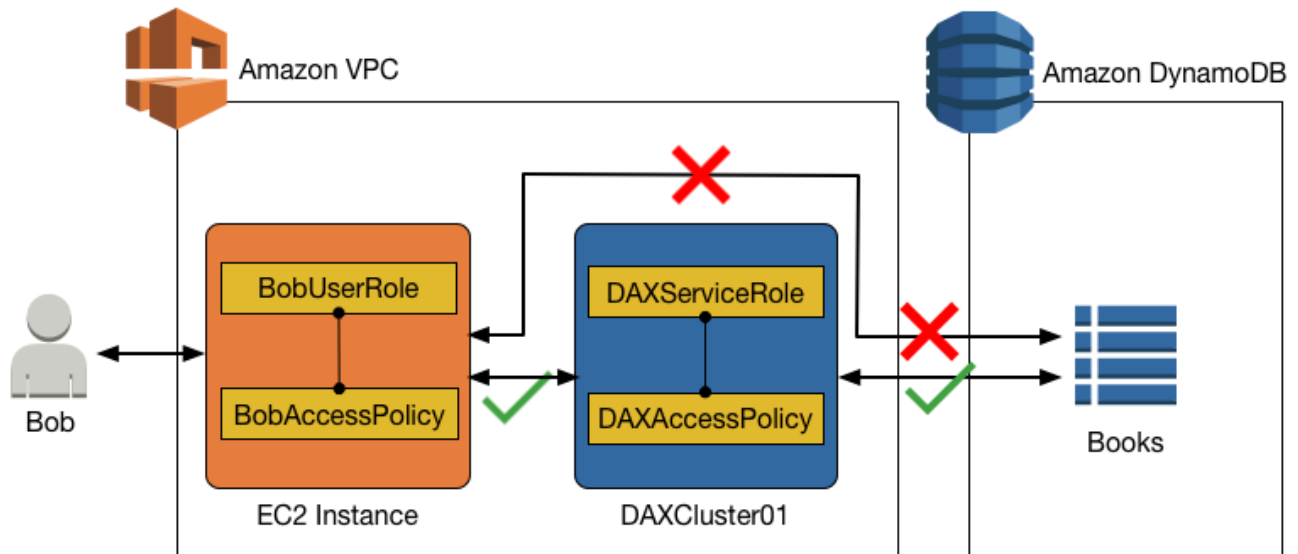 Amazon VPC
Amazon DynamoDB
BobUserRole
DAXServiceRole
BobAccessPolicy
DAXAccessPolicy
Bob
Books
EC2 Instance
DAXCluster01